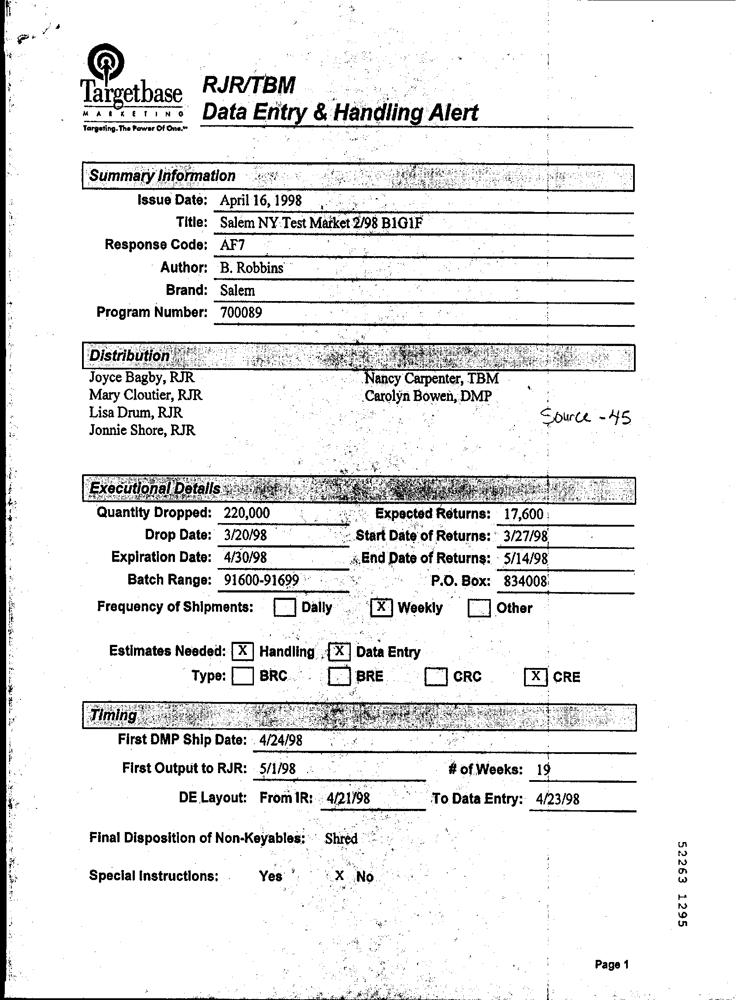 Targetbase
MARKETING
Targeting. The Power Of One.℠
RJR/TBM
Data Entry & Handling Alert
Summary Information
Issue Date: April 16, 1998
Title: Salem NY Test Market 2/98 B1G1F
Response Code: AF7
Author: B. Robbins
Brand: Salem
Program Number: 700089
Distribution
Joyce Bagby, RJR Nancy Carpenter, TBM
Mary Cloutier, RJR Carolyn Bowen, DMP
Lisa Drum, RJR
Source - 45
Jonnie Shore, RJR
Executional Details
Quantity Dropped: 220,000 Expected Returns: 17,600
Drop Date: 3/20/98 Start Date of Returns: 3/27/98
Expiration Date: 4/30/98 End Date of Returns: 5/14/98
Batch Range: 91600-91699 P.O. Box: 834008
Frequency of Shipments: Daily X Weekly Other
Estimates Needed: X Handling X Data Entry
Type: BRC BRE CRC X CRE
Timing
First DMP Ship Date: 4/24/98
First Output to RJR: 5/1/98 # of Weeks: 19
DE Layout: From IR: 4/21/98 To Data Entry: 4/23/98
Final Disposition of Non-Keyables: Shred
Special Instructions: Yes X No
52263 1295
Page 1